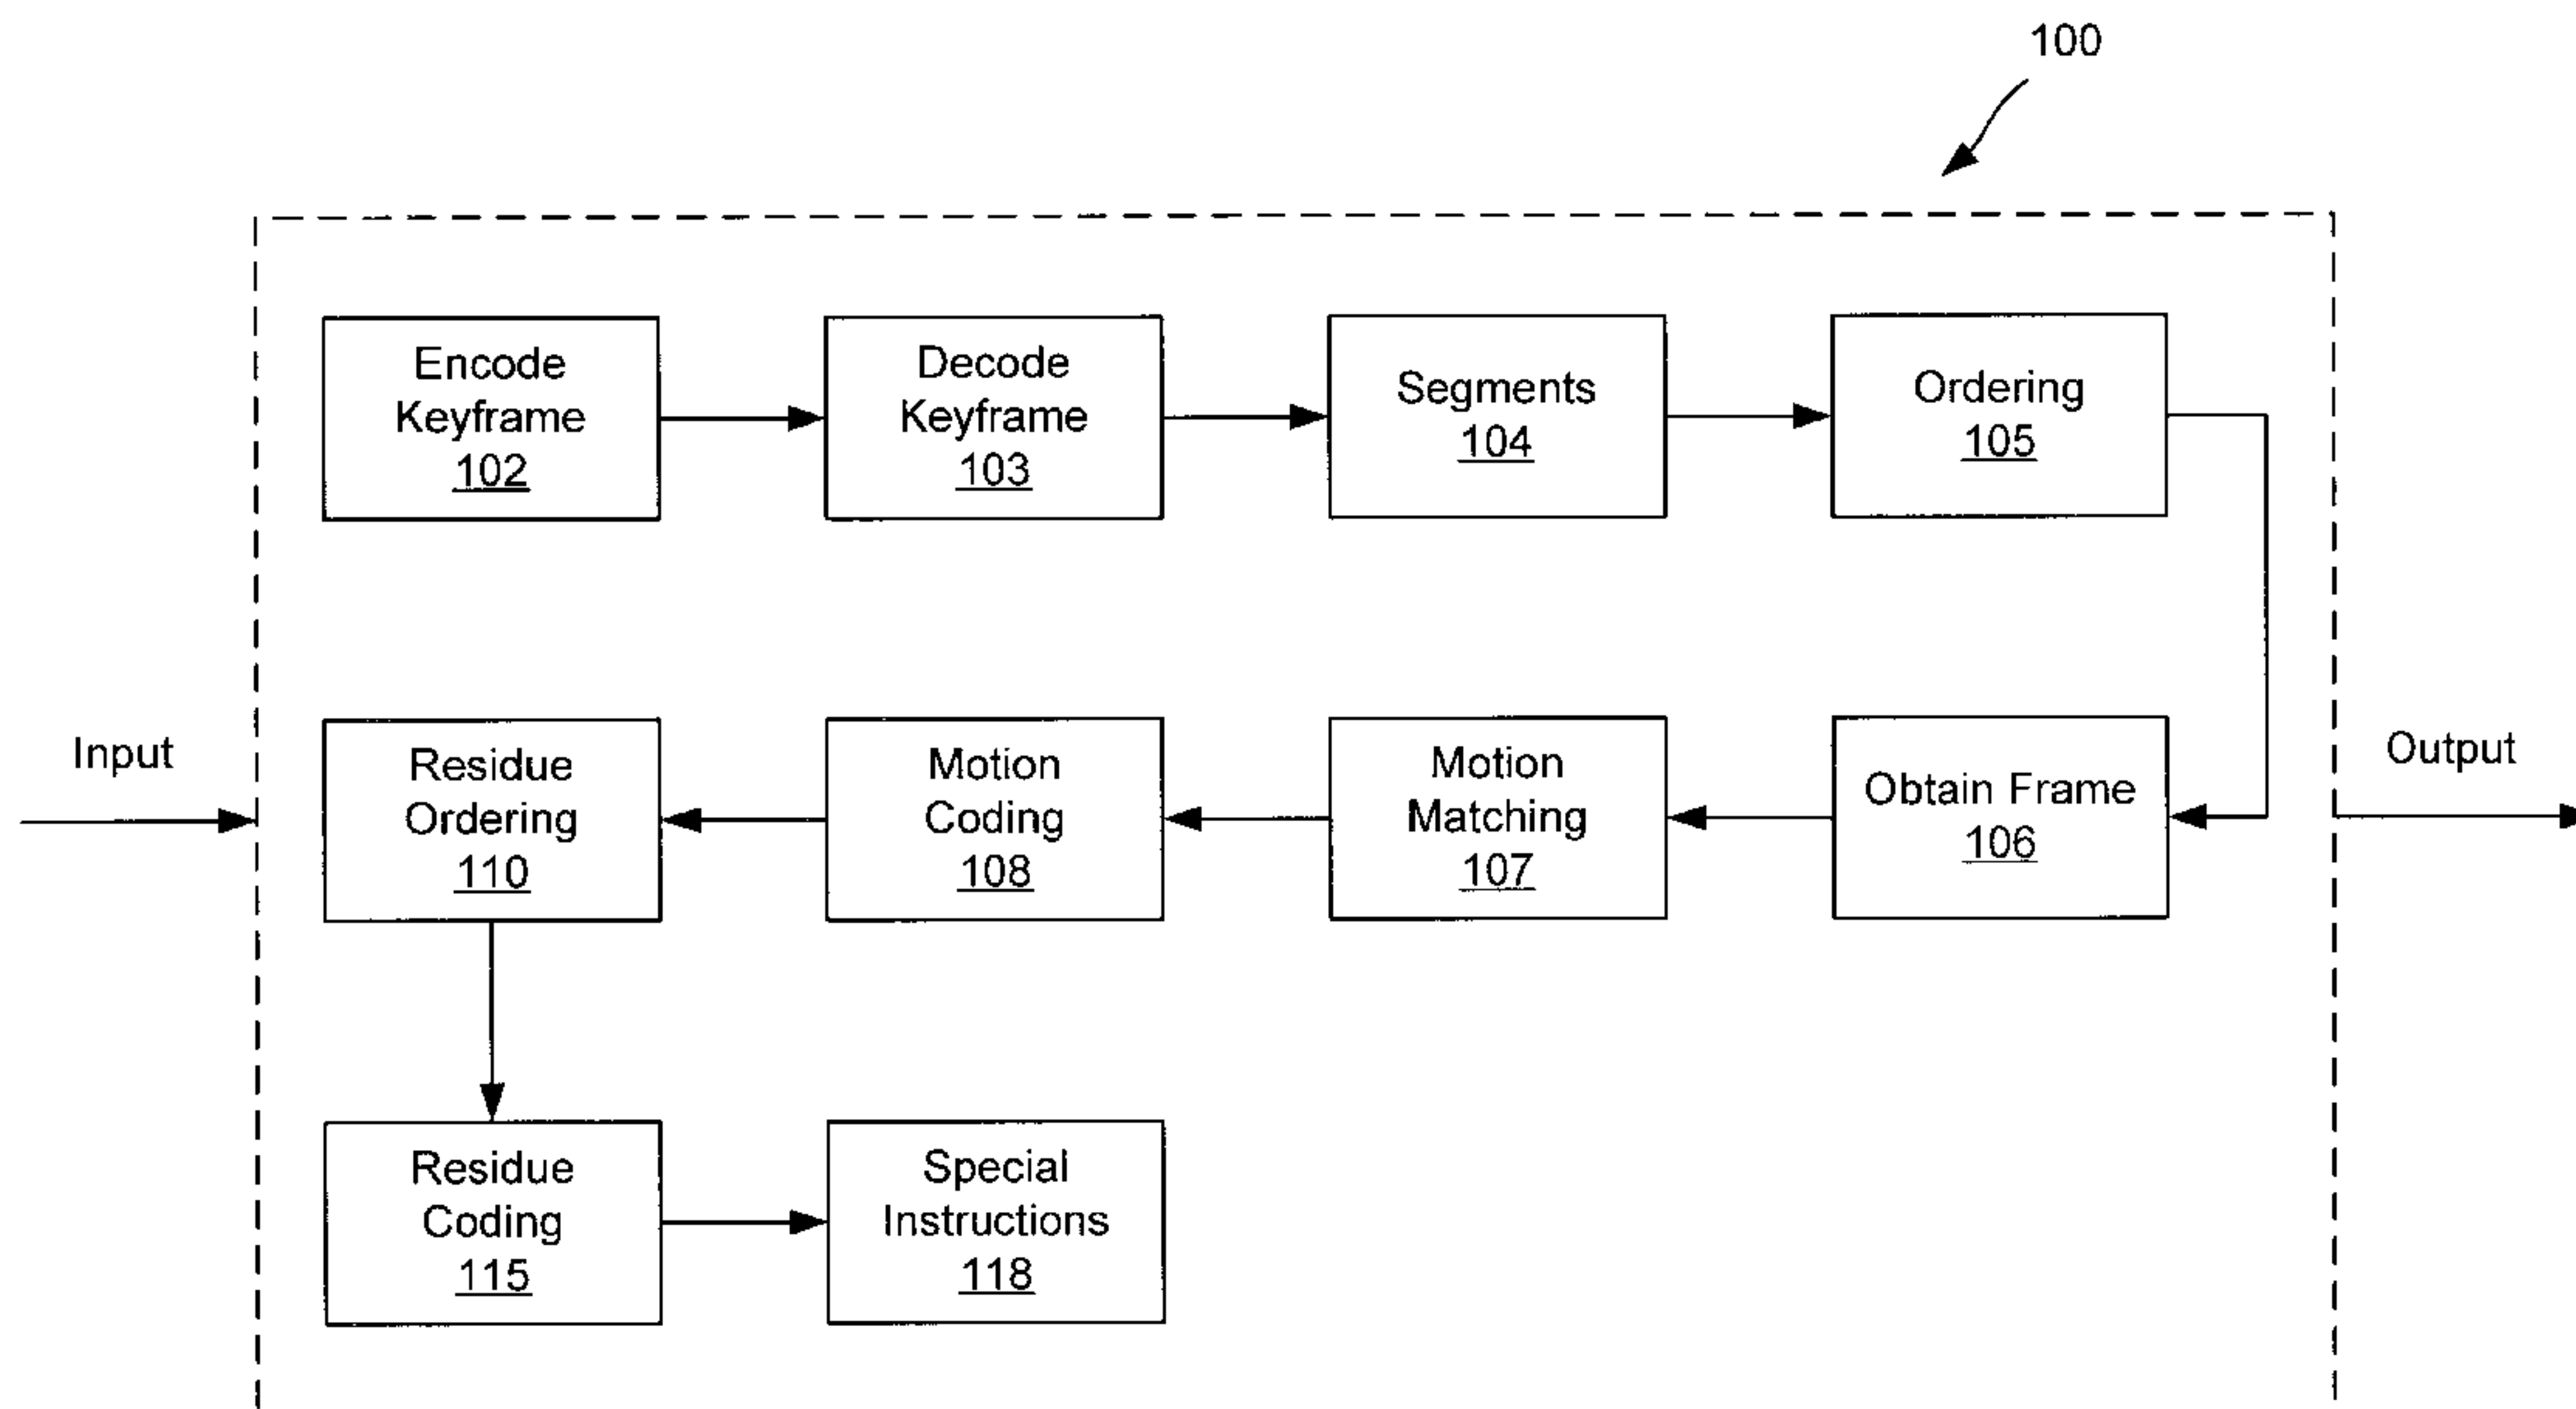 100
Encode
Keyframe
102
Decode
Keyframe
103
Segments
104
Ordering
105
Input
Residue
Ordering
110
Motion
Coding
108
Motion
Matching
107
Obtain Frame
106
Output
Residue
Coding
115
Special
Instructions
118